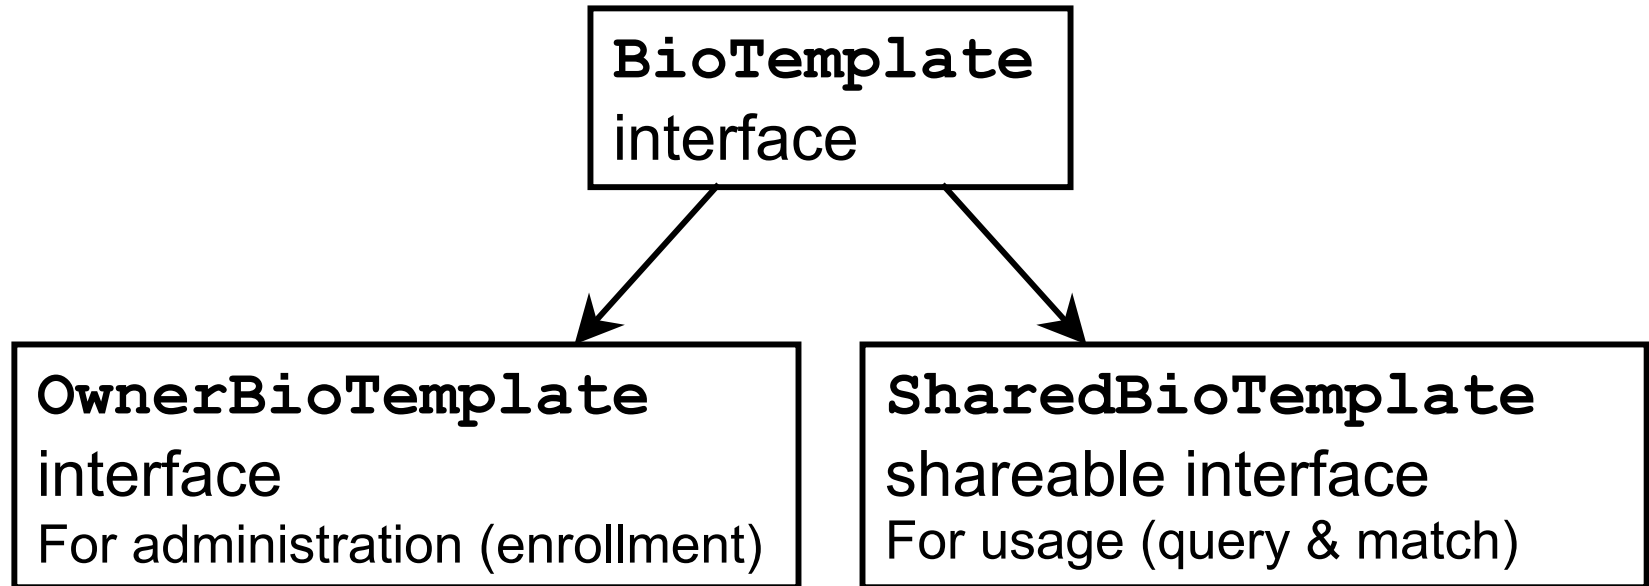 BioTemplate
interface
OwnerBioTemplate
interface
For administration (enrollment)
SharedBioTemplate
shareable interface
For usage (query & match)